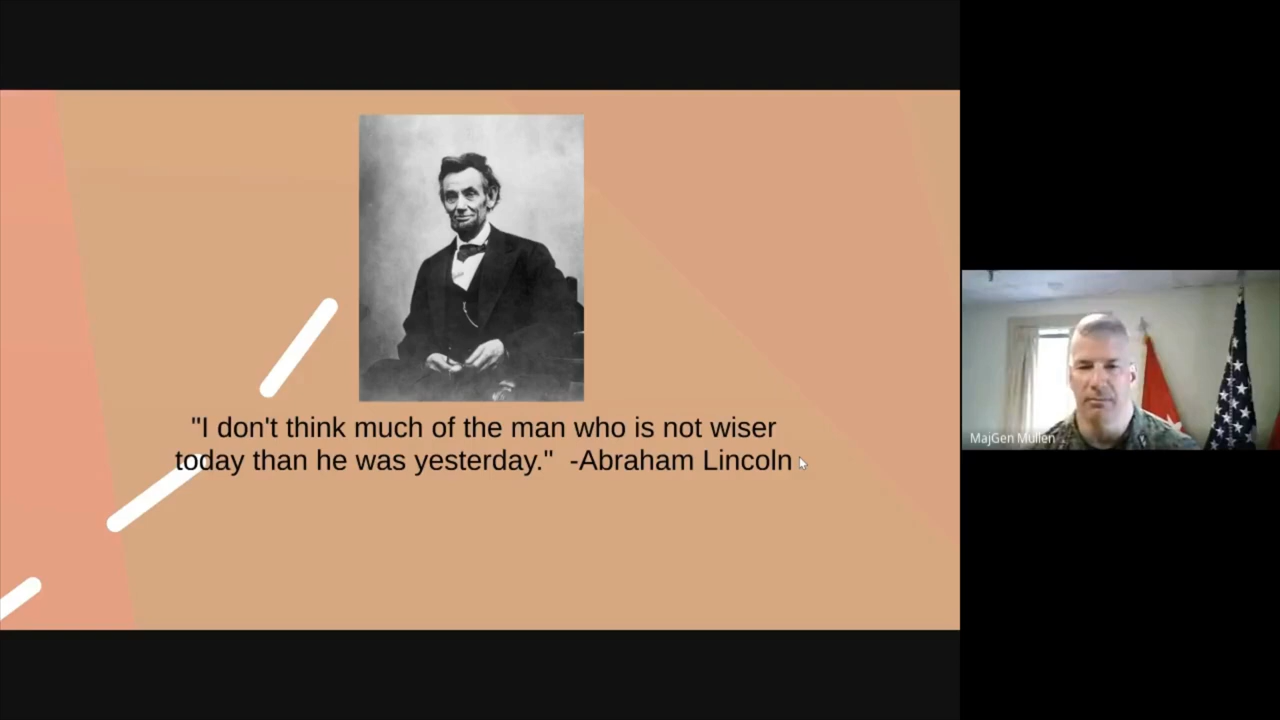 "I don't think much of the man who is not wiser
today than he was yesterday."  -Abraham Lincoln
MajGen Mullen